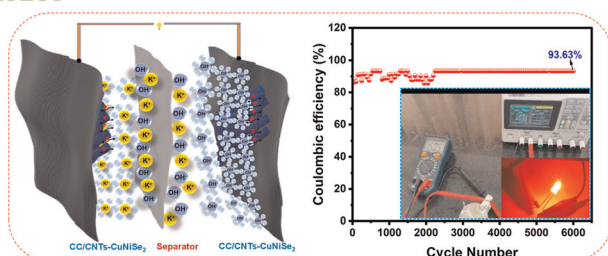 K⁺
OH⁻
CC/CNTs-CuNiSe₂
Separator
CC/CNTs-CuNiSe₂
Coulombic efficiency (%)
120
100
80
60
40
20
0
93.63%
0
1000
2000
3000
4000
5000
6000
Cycle Number